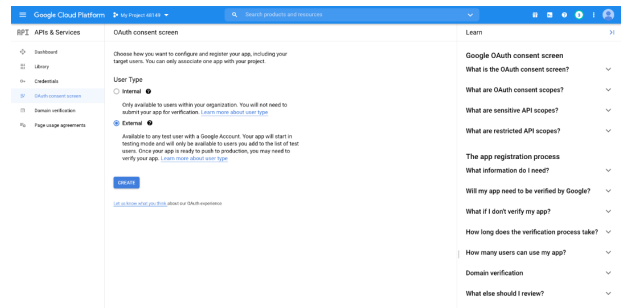 Google Cloud Platform
My Project 48149
Search products and resources
API APIs & Services
Dashboard
Library
Credentials
OAuth consent screen
Domain verification
Page usage agreements
OAuth consent screen
Choose how you want to configure and register your app, including your
target users. You can only associate one app with your project.
User Type
Internal
Only available to users within your organization. You will not need to
submit your app for verification. Learn more about user type
External
Available to any test user with a Google Account. Your app will start in
testing mode and will only be available to users you add to the list of test
users. Once your app is ready to push to production, you may need to
verify your app. Learn more about user type
CREATE
Let us know what you think about our OAuth experience
Learn
Google OAuth consent screen
What is the OAuth consent screen?
What are OAuth consent scopes?
What are sensitive API scopes?
What are restricted API scopes?
The app registration process
What information do I need?
Will my app need to be verified by Google?
What if I don't verify my app?
How long does the verification process take?
How many users can use my app?
Domain verification
What else should I review?